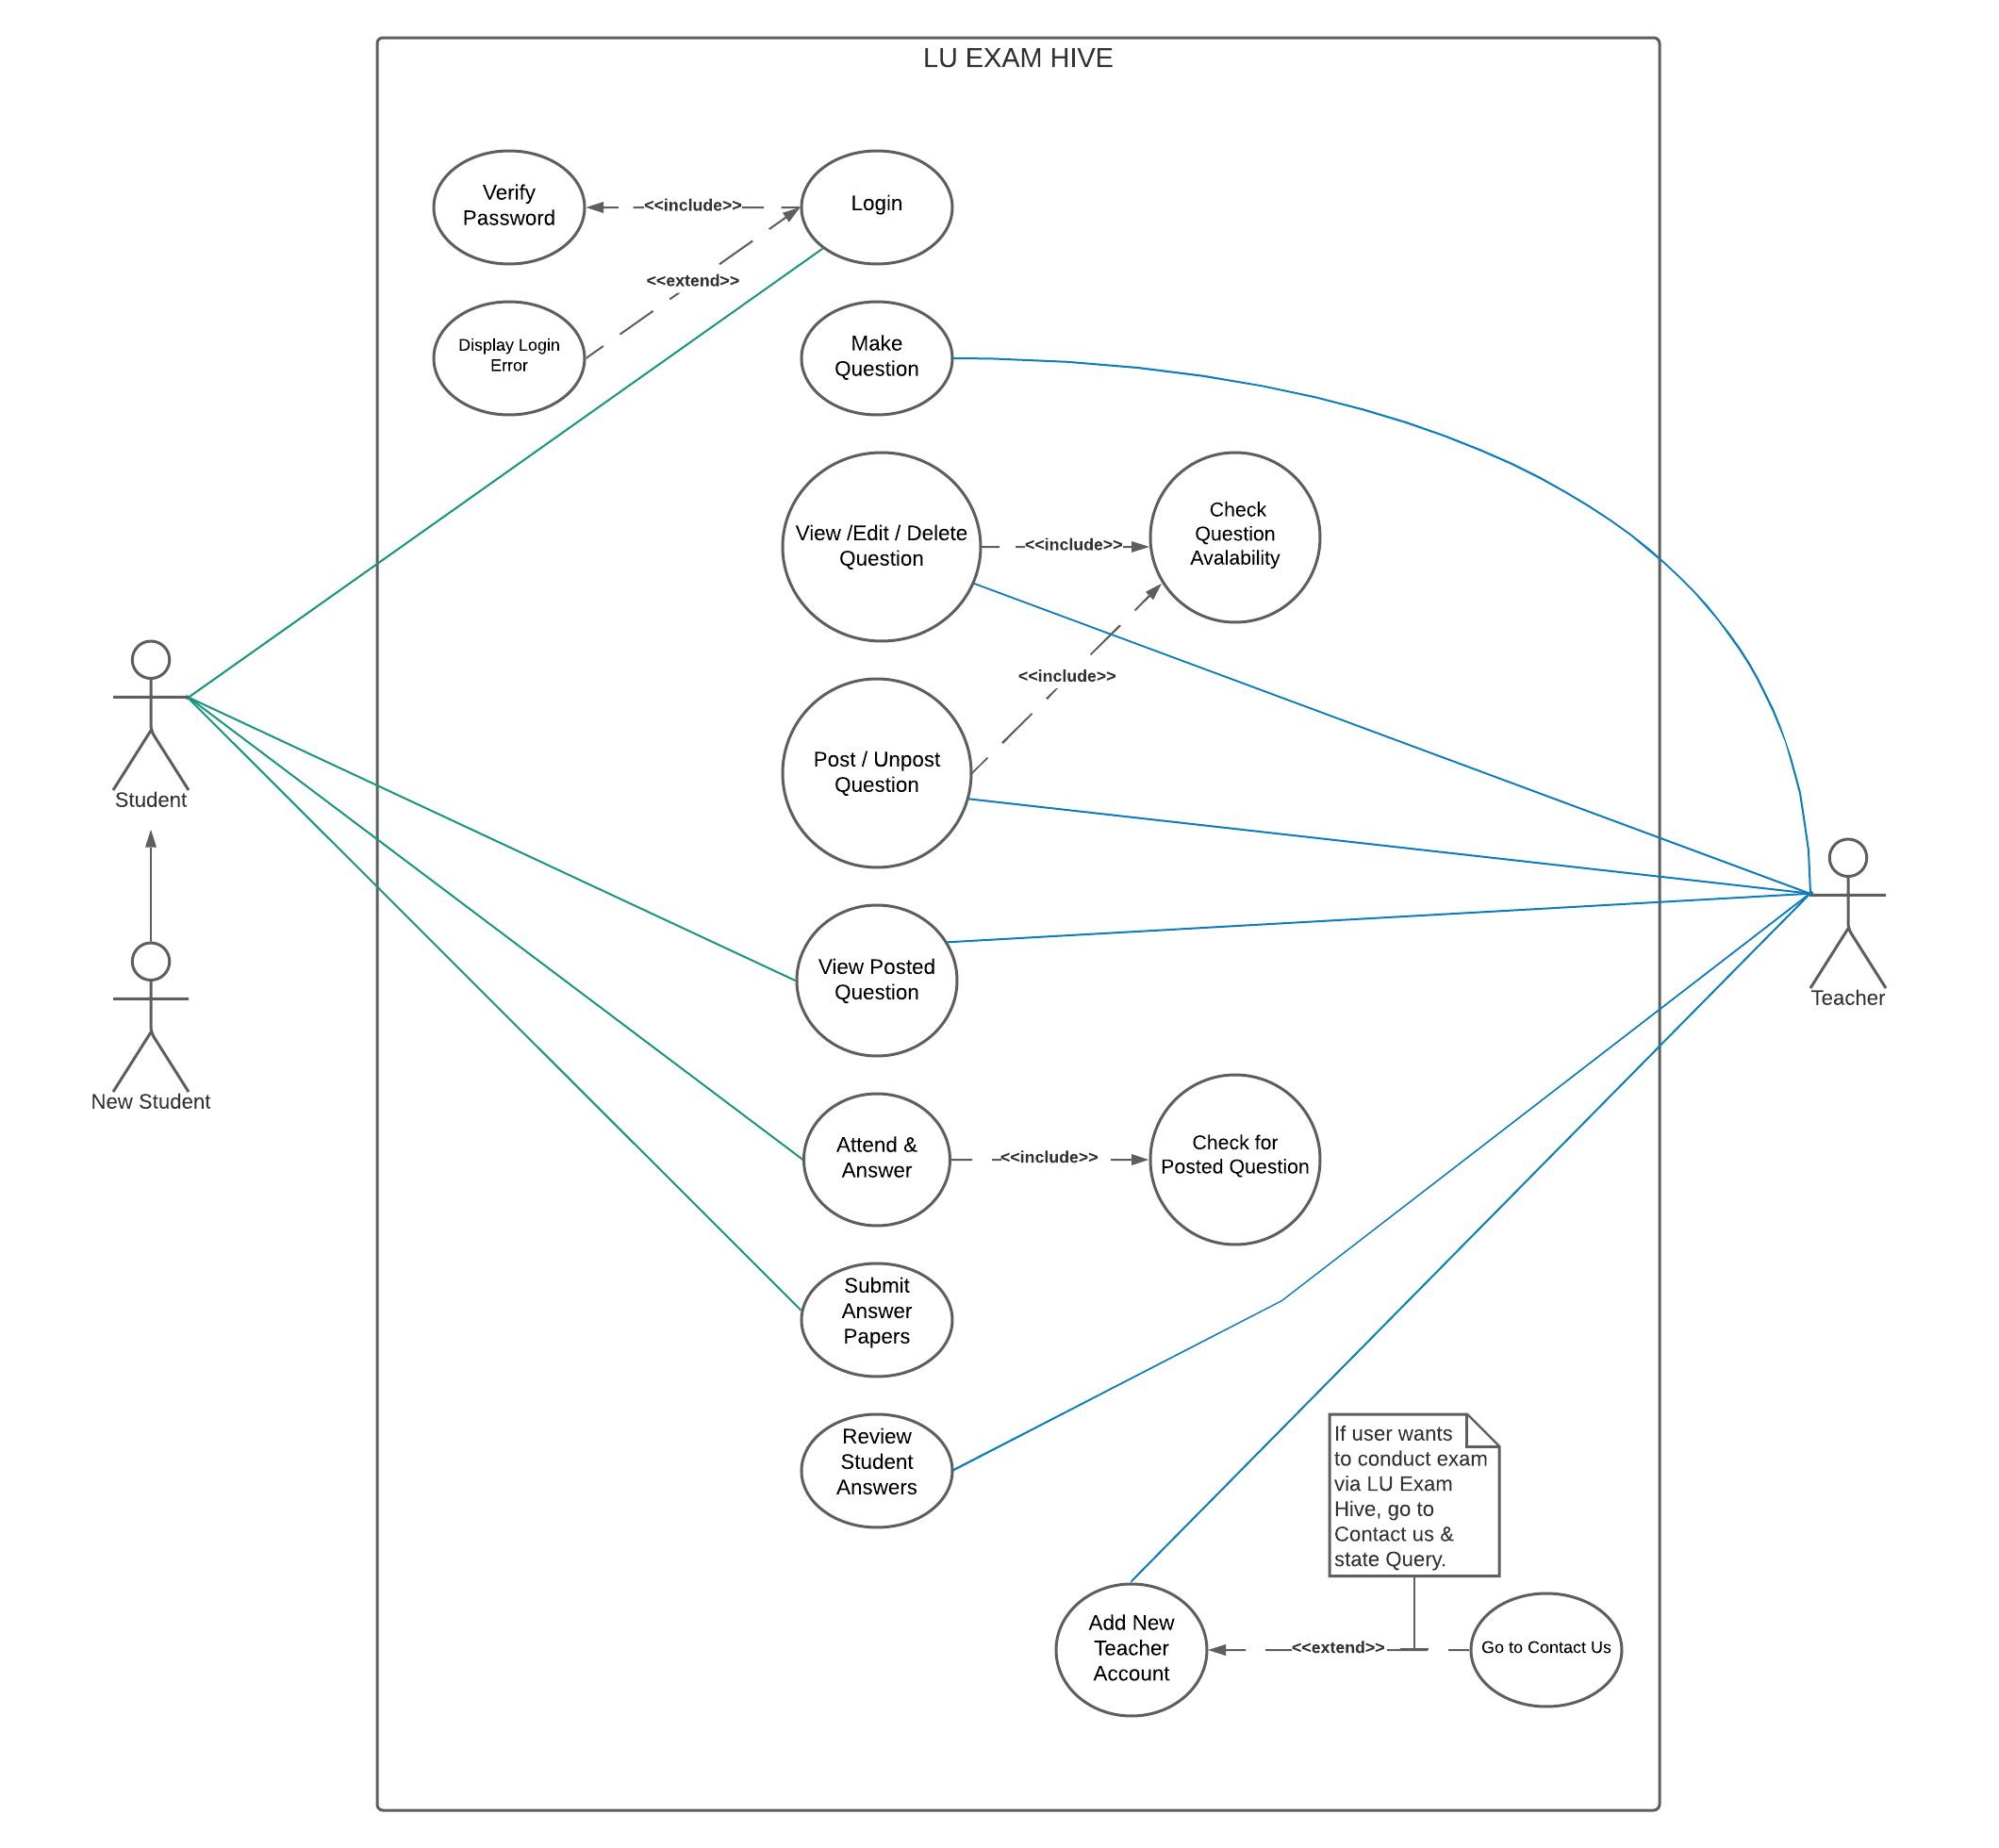 LU EXAM HIVE
Verify
Password
<<include>>
Login
<<extend>>
Display Login
Error
Make
Question
View /Edit / Delete
Question
<<include>>
Check
Question
Avalability
<<include>>
Post / Unpost
Question
Student
View Posted
Question
Teacher
New Student
Attend &
Answer
<<include>>
Check for
Posted Question
Submit
Answer
Papers
Review
Student
Answers
If user wants
to conduct exam
via LU Exam
Hive, go to
Contact us &
state Query.
Add New
Teacher
Account
<<extend>>
Go to Contact Us